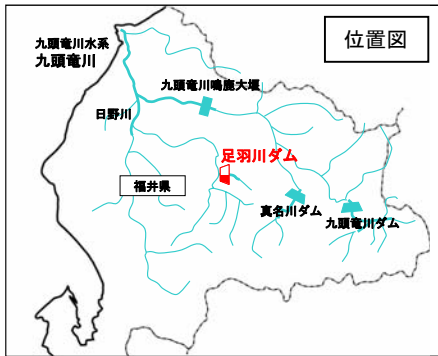 位置図
九頭竜川水系
九頭竜川
九頭竜川鳴鹿大堰
日野川
足羽川ダム
福井県
真名川ダム
九頭竜川ダム